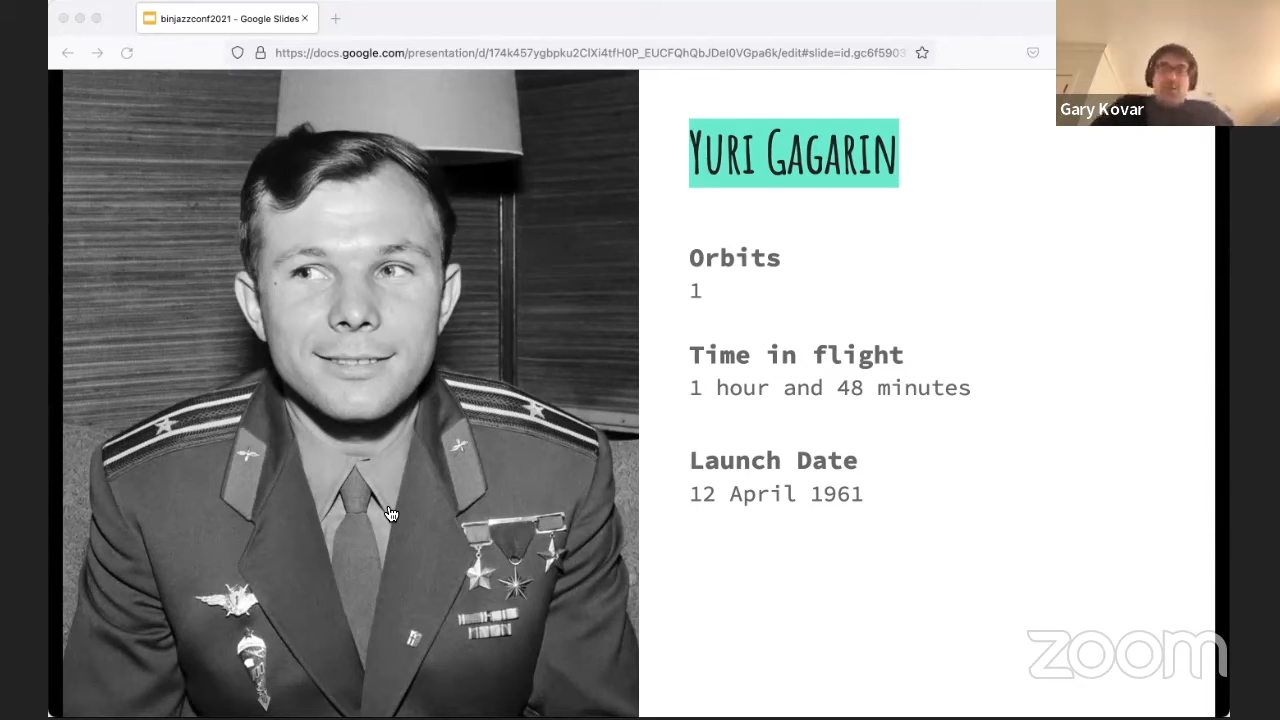 binjazzconf2021 - Google Slides
https://docs.google.com/presentation/d/174k457ygbpku2ClXi4tfH0P_EUCFQhQbJDeI0VGpa6k/edit#slide=id.gc6f5903
Gary Kovar
Yuri Gagarin
Orbits
1
Time in flight
1 hour and 48 minutes
Launch Date
12 April 1961
zoom